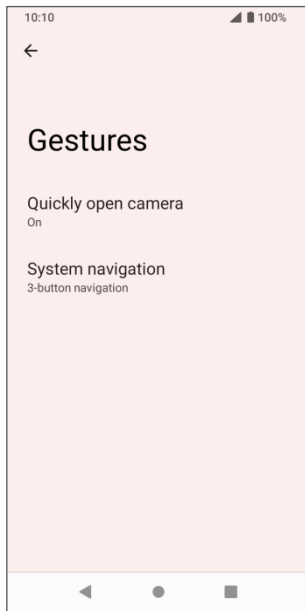 10:10
100%
Gestures
Quickly open camera
On
System navigation
3-button navigation